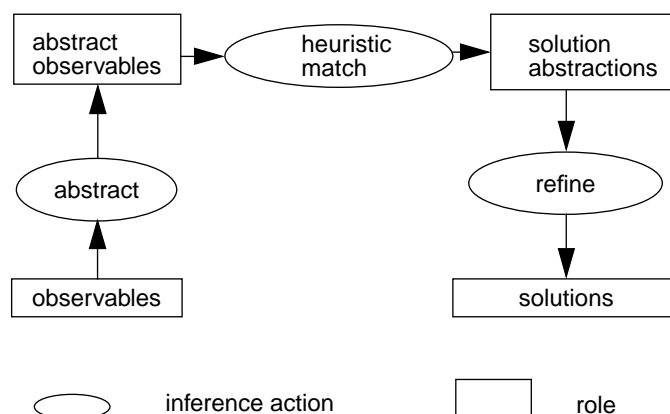 abstract
observables
heuristic
match
solution
abstractions
abstract
refine
observables
solutions
inference action
role